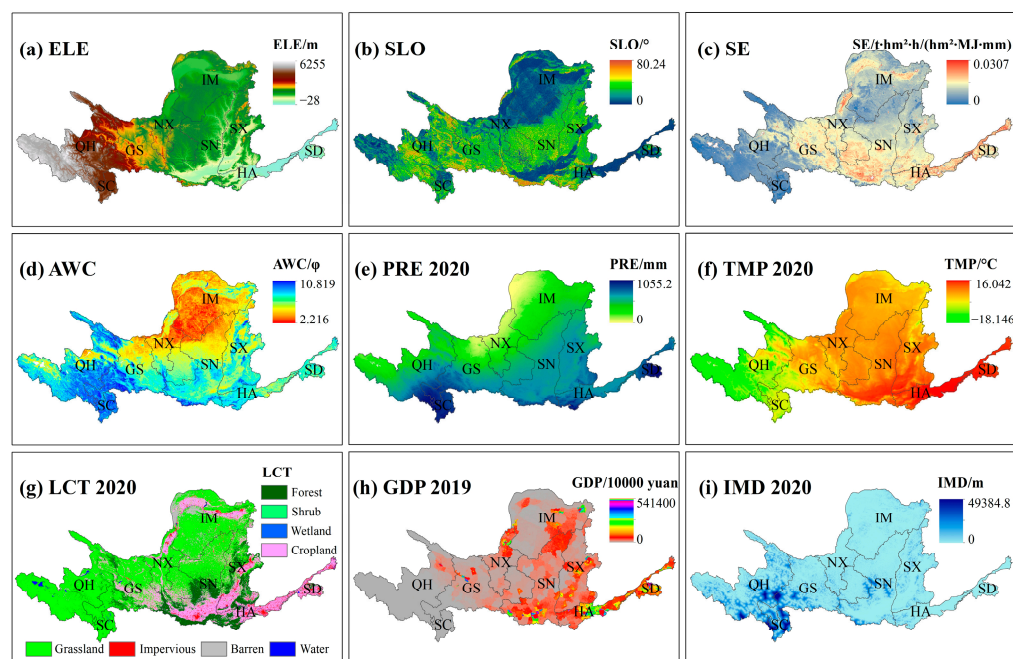 (a) ELE
ELE/m
6255
−28
IM
NX
SX
QH
GS
SN
SD
HA
SC
(b) SLO
SLO/°
80.24
0
IM
NX
SX
QH
GS
SN
SD
HA
SC
(c) SE
SE/t·hm²·h/(hm²·MJ·mm)
0.0307
0
IM
NX
SX
QH
GS
SN
SD
HA
SC
(d) AWC
AWC/φ
10.819
2.216
IM
NX
SX
QH
GS
SN
SD
HA
SC
(e) PRE 2020
PRE/mm
1055.2
0
IM
NX
SX
QH
GS
SN
SD
HA
SC
(f) TMP 2020
TMP/°C
16.042
−18.146
IM
NX
SX
QH
GS
SN
SD
HA
SC
(g) LCT 2020
LCT
Forest
Shrub
Wetland
Cropland
IM
NX
SX
QH
GS
SN
SD
HA
SC
Grassland
Impervious
Barren
Water
(h) GDP 2019
GDP/10000 yuan
541400
0
IM
NX
SX
QH
GS
SN
SD
HA
SC
(i) IMD 2020
IMD/m
49384.8
0
IM
NX
SX
QH
GS
SN
SD
HA
SC